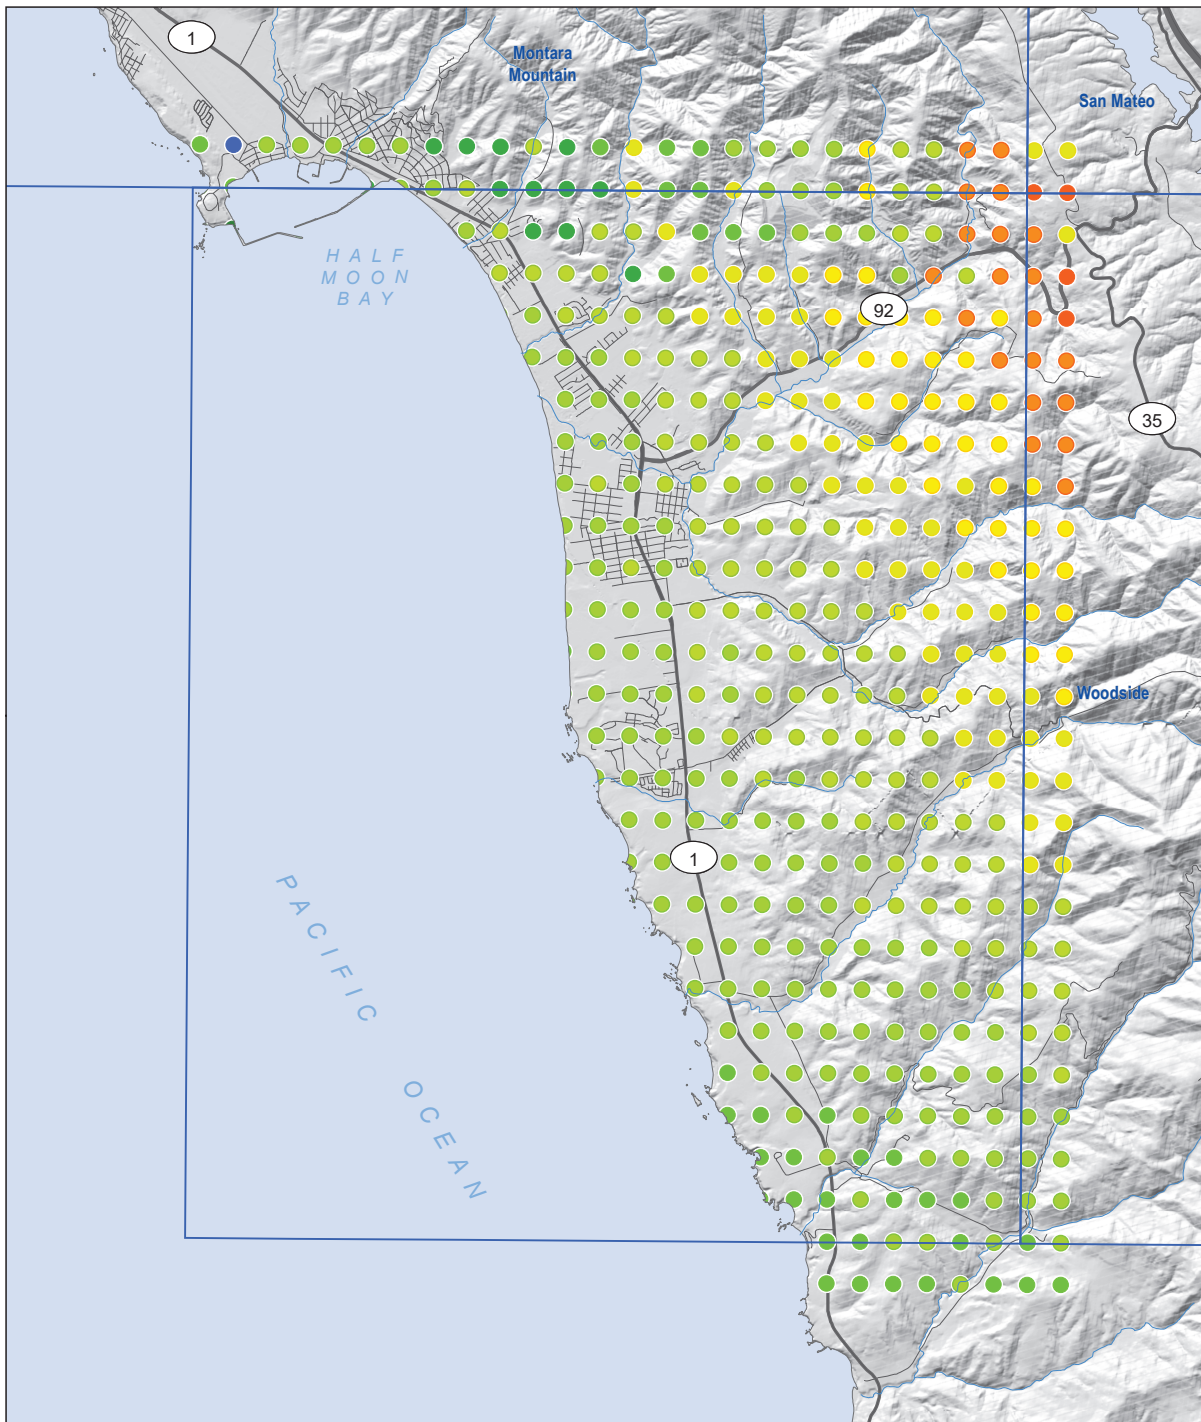 1
Montara
Mountain
San Mateo
HALF
MOON
BAY
92
35
Woodside
1
PACIFIC OCEAN